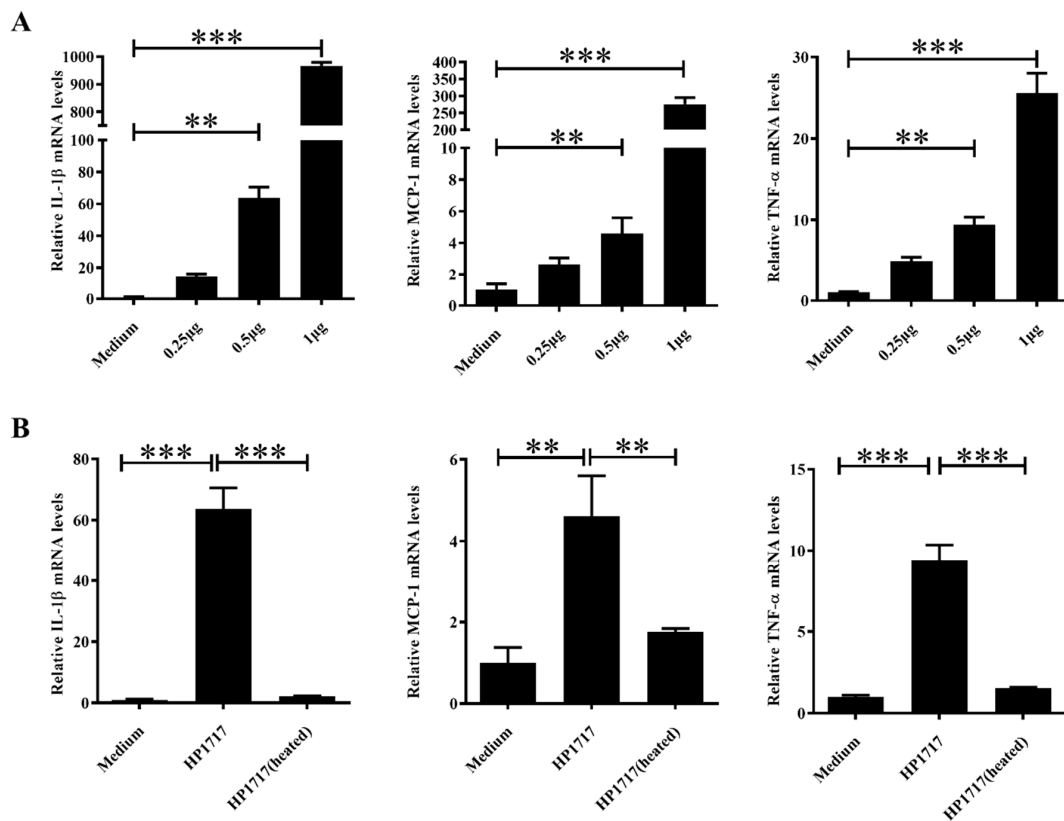 A
Relative IL-1β mRNA levels
1000
900
800
700
100
80
60
40
20
0
***
**
Medium
0.25μg
0.5μg
1μg
Relative MCP-1 mRNA levels
400
350
300
250
200
10
8
6
4
2
0
***
**
Medium
0.25μg
0.5μg
1μg
Relative TNF-α mRNA levels
30
20
10
0
***
**
Medium
0.25μg
0.5μg
1μg
B
Relative IL-1β mRNA levels
80
60
40
20
0
*** ***
Medium
HP1717
HP1717(heated)
Relative MCP-1 mRNA levels
6
4
2
0
** **
Medium
HP1717
HP1717(heated)
Relative TNF-α mRNA levels
15
10
5
0
*** ***
Medium
HP1717
HP1717(heated)